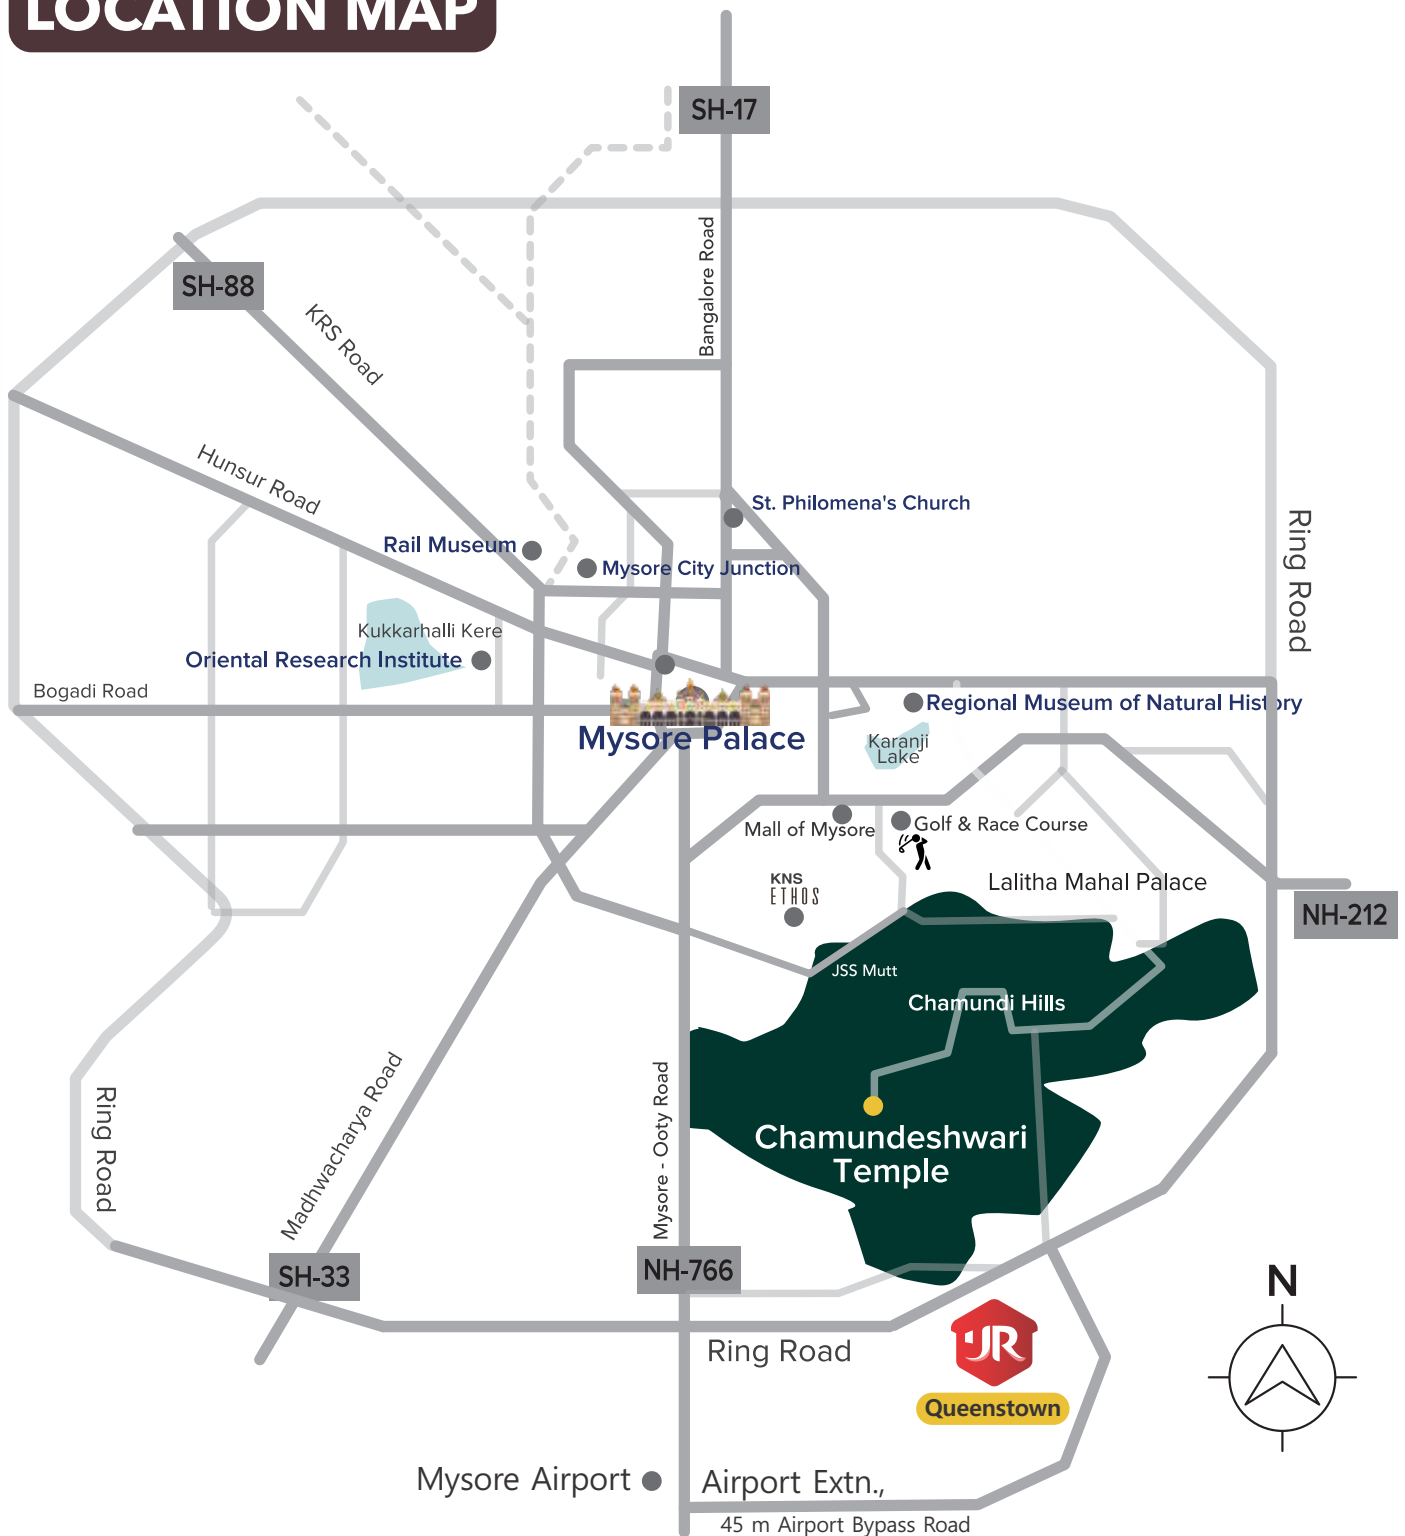 LOCATION MAP
SH-17
Bangalore Road
SH-88
KRS Road
Hunsur Road
St. Philomena's Church
Rail Museum
Mysore City Junction
Ring Road
Kukkarhalli Kere
Oriental Research Institute
Bogadi Road
Regional Museum of Natural History
Mysore Palace
Karanji
Lake
Mall of Mysore
Golf & Race Course
KNS
ETHOS
Lalitha Mahal Palace
NH-212
JSS Mutt
Chamundi Hills
Ring Road
Madhwacharya Road
Mysore - Ooty Road
Chamundeshwari
Temple
SH-33
NH-766
N
Ring Road
JR
Queenstown
Mysore Airport
Airport Extn.,
45 m Airport Bypass Road